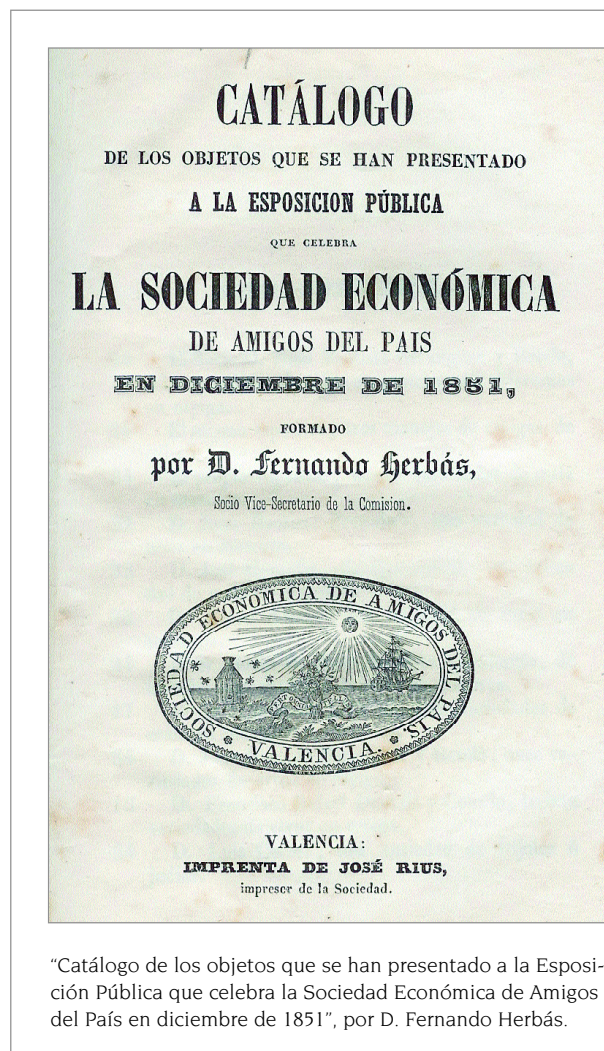 CATÁLOGO
DE LOS OBJETOS QUE SE HAN PRESENTADO
A LA ESPOSICION PÚBLICA
QUE CELEBRA
LA SOCIEDAD ECONÓMICA
DE AMIGOS DEL PAIS
EN DICIEMBRE DE 1851,
FORMADO
por D. Fernando Herbás,
Socio Vice-Secretario de la Comision.
SOCIEDAD ECONOMICA DE AMIGOS DEL PAIS.
VALENCIA.
VALENCIA:
IMPRENTA DE JOSÉ RIUS,
impresor de la Sociedad.
“Catálogo de los objetos que se han presentado a la Esposi-
ción Pública que celebra la Sociedad Económica de Amigos
del País en diciembre de 1851”, por D. Fernando Herbás.